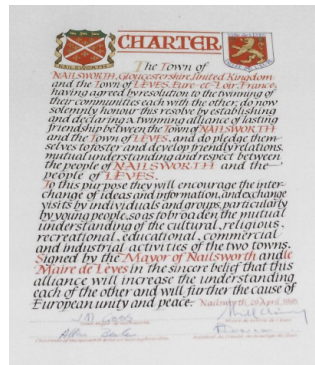 CHARTER
The Town of
NAILSWORTH, Gloucestershire, United Kingdom
and the Town of LÈVES, Eure-et-Loir, France,
having agreed by resolution to the twinning of
their communities each with the other, do now
solemnly honour this resolve by establishing
and declaring a twinning alliance of lasting
friendship between the Town of NAILSWORTH
and the Town of LÈVES, and do pledge them-
selves to foster and develop friendly relations,
mutual understanding and respect between
the people of NAILSWORTH and the
people of LÈVES.
To this purpose they will encourage the inter-
change of ideas and information, and exchange
visits by individuals and groups, particularly
by young people, so as to broaden the mutual
understanding of the cultural, religious,
recreational, educational, commercial
and industrial activities of the two towns.
Signed by the Mayor of Nailsworth and le
Maire de Lèves in the sincere belief that this
alliance will increase the understanding
each of the other and will further the cause of
European unity and peace. Nailsworth, 26 April 1985